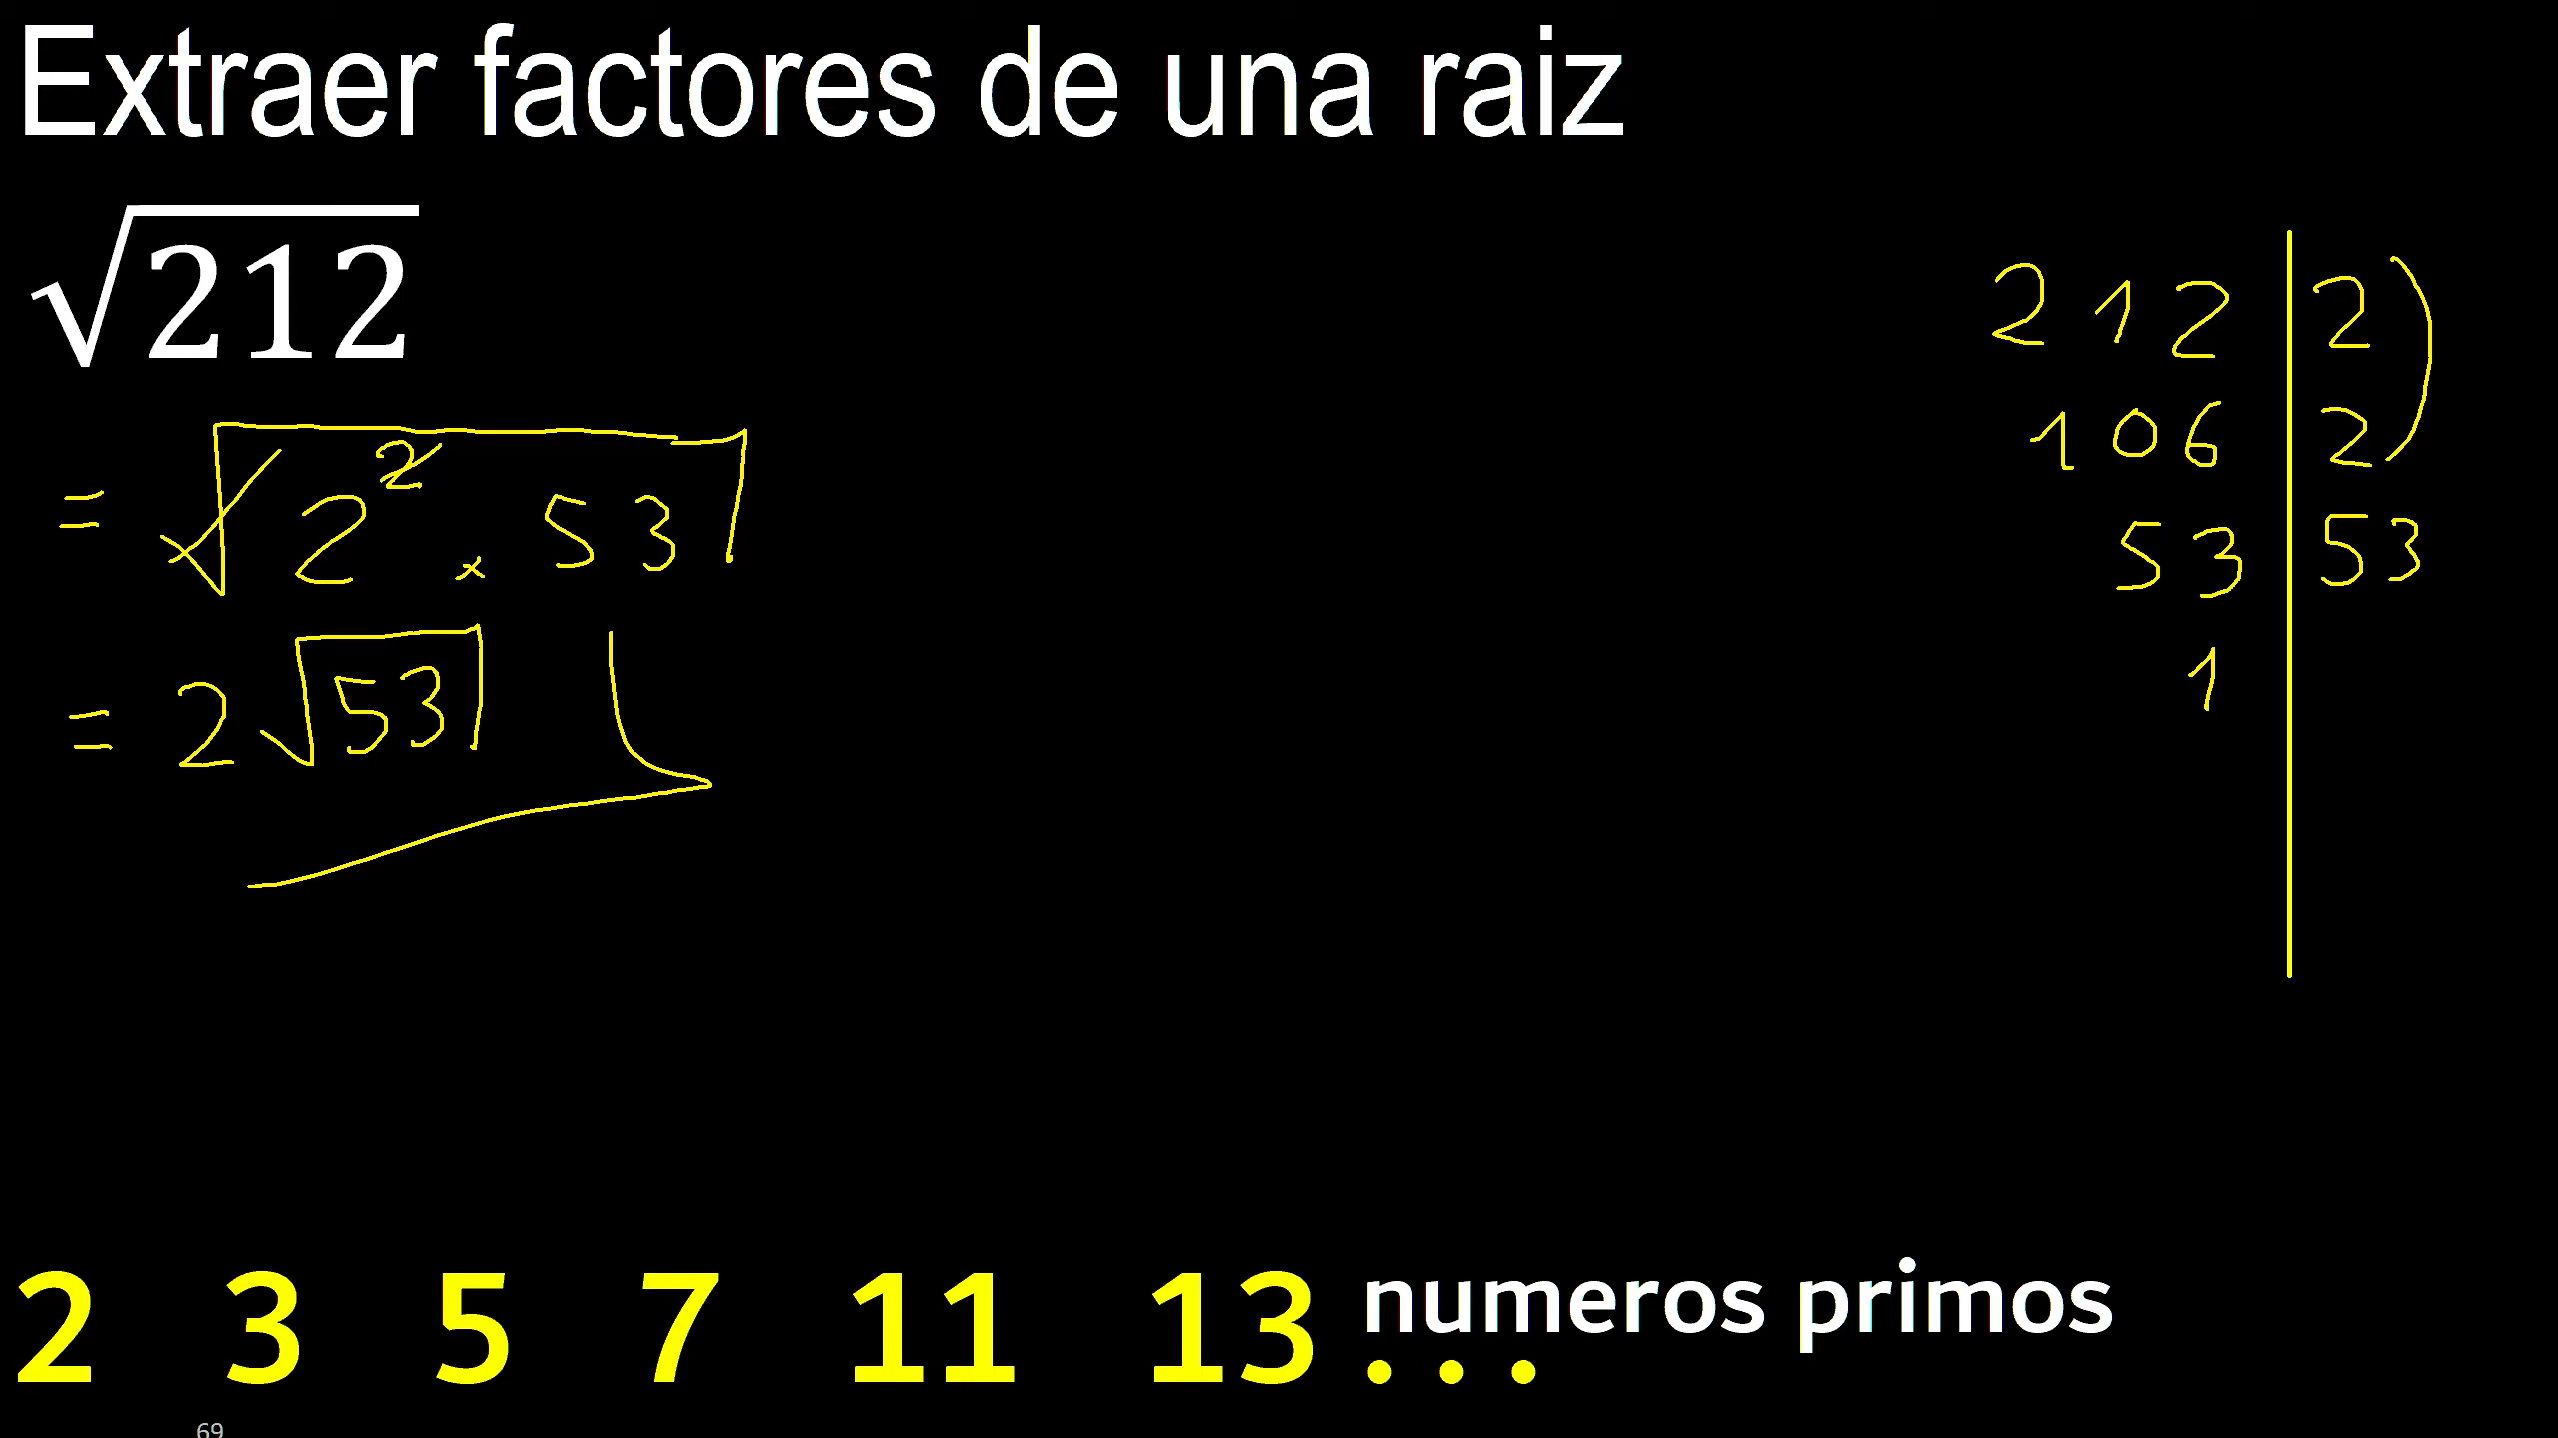 Extraer factores de una raiz
√212
= √2² × 53
= 2√53
212 | 2
106 | 2
53 | 53
1
2 3 5 7 11 13 ... numeros primos
69